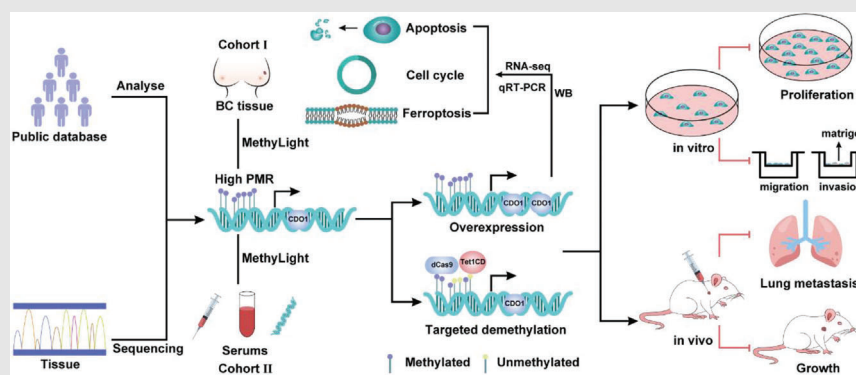 Public database
Analyse
Tissue
Sequencing
Cohort I
BC tissue
MethyLight
High PMR
CDO1
MethyLight
Serums
Cohort II
Apoptosis
Cell cycle
Ferroptosis
RNA-seq
qRT-PCR
WB
CDO1
CDO1
Overexpression
dCas9
Tet1CD
CDO1
Targeted demethylation
Methylated
Unmethylated
in vitro
Proliferation
matrigel
migration
invasion
Lung metastasis
in vivo
Growth